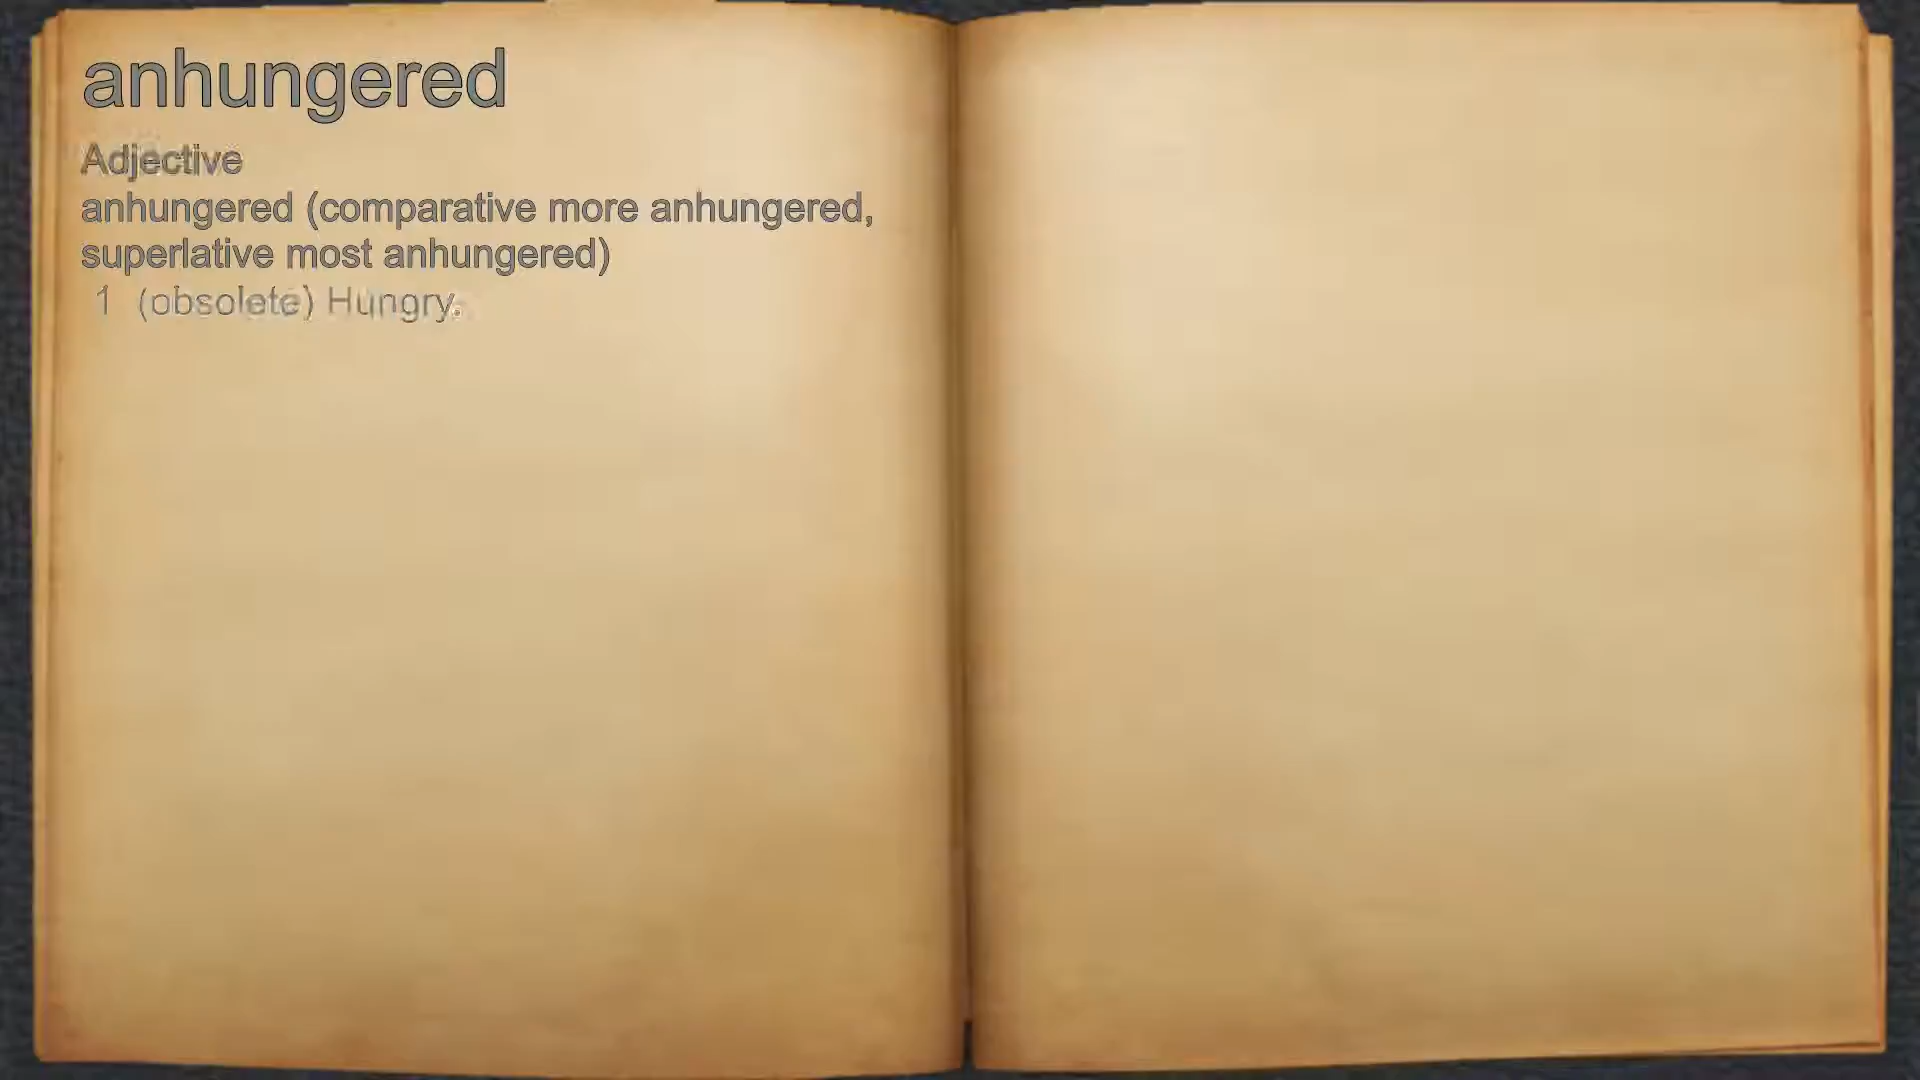 anhungered
Adjective
anhungered (comparative more anhungered,
superlative most anhungered)
1 (obsolete) Hungry.